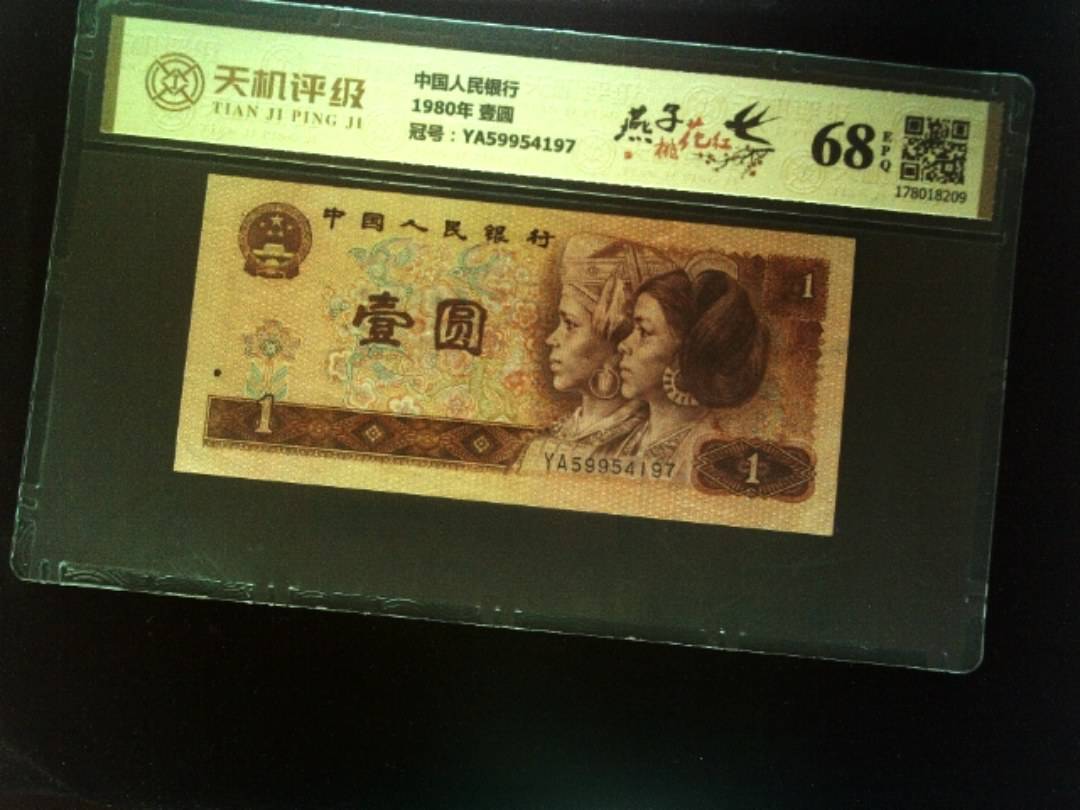 天机评级
TIAN JI PING JI
中国人民银行
1980年 壹圆
冠号：YA59954197
燕子
桃花红
68
EPQ
178018209
中国人民银行
壹圆
1
1
YA59954197
1